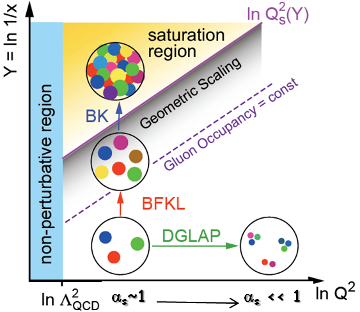 ln Q²ₛ(Y)
saturation
region
Y = ln 1/x
non-perturbative region
BK
Geometric Scaling
Gluon Occupancy = const
BFKL
DGLAP
ln Λ²QCD
αₛ~1
αₛ << 1
ln Q²